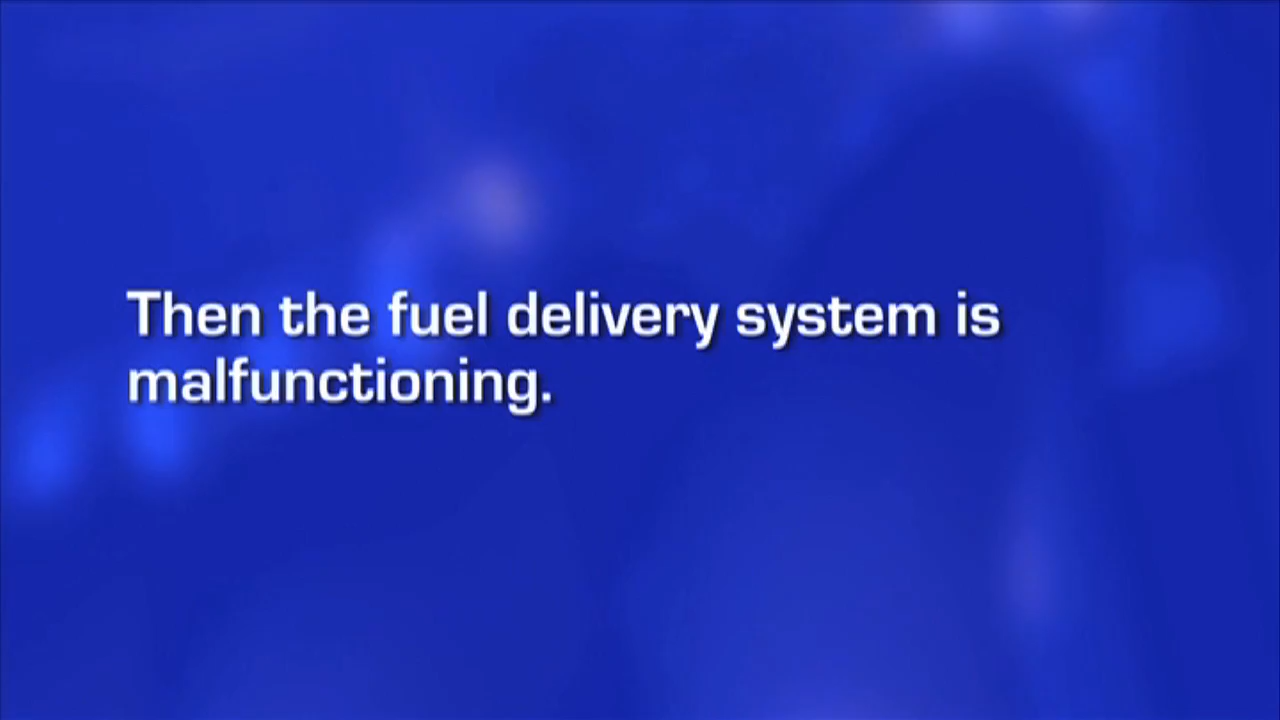 Then the fuel delivery system is
malfunctioning.